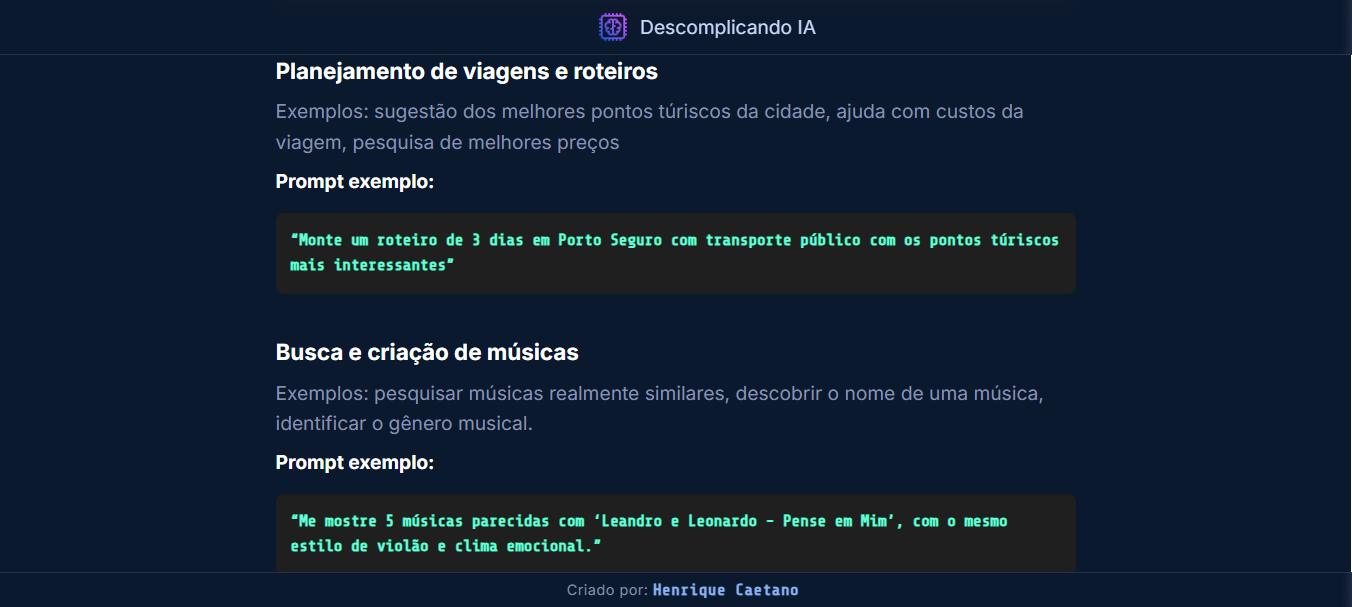 Descomplicando IA
Planejamento de viagens e roteiros
Exemplos: sugestão dos melhores pontos túriscos da cidade, ajuda com custos da
viagem, pesquisa de melhores preços
Prompt exemplo:
“Monte um roteiro de 3 dias em Porto Seguro com transporte público com os pontos túriscos
mais interessantes”
Busca e criação de músicas
Exemplos: pesquisar músicas realmente similares, descobrir o nome de uma música,
identificar o gênero musical.
Prompt exemplo:
“Me mostre 5 músicas parecidas com ‘Leandro e Leonardo – Pense em Mim’, com o mesmo
estilo de violão e clima emocional.”
Criado por: Henrique Caetano